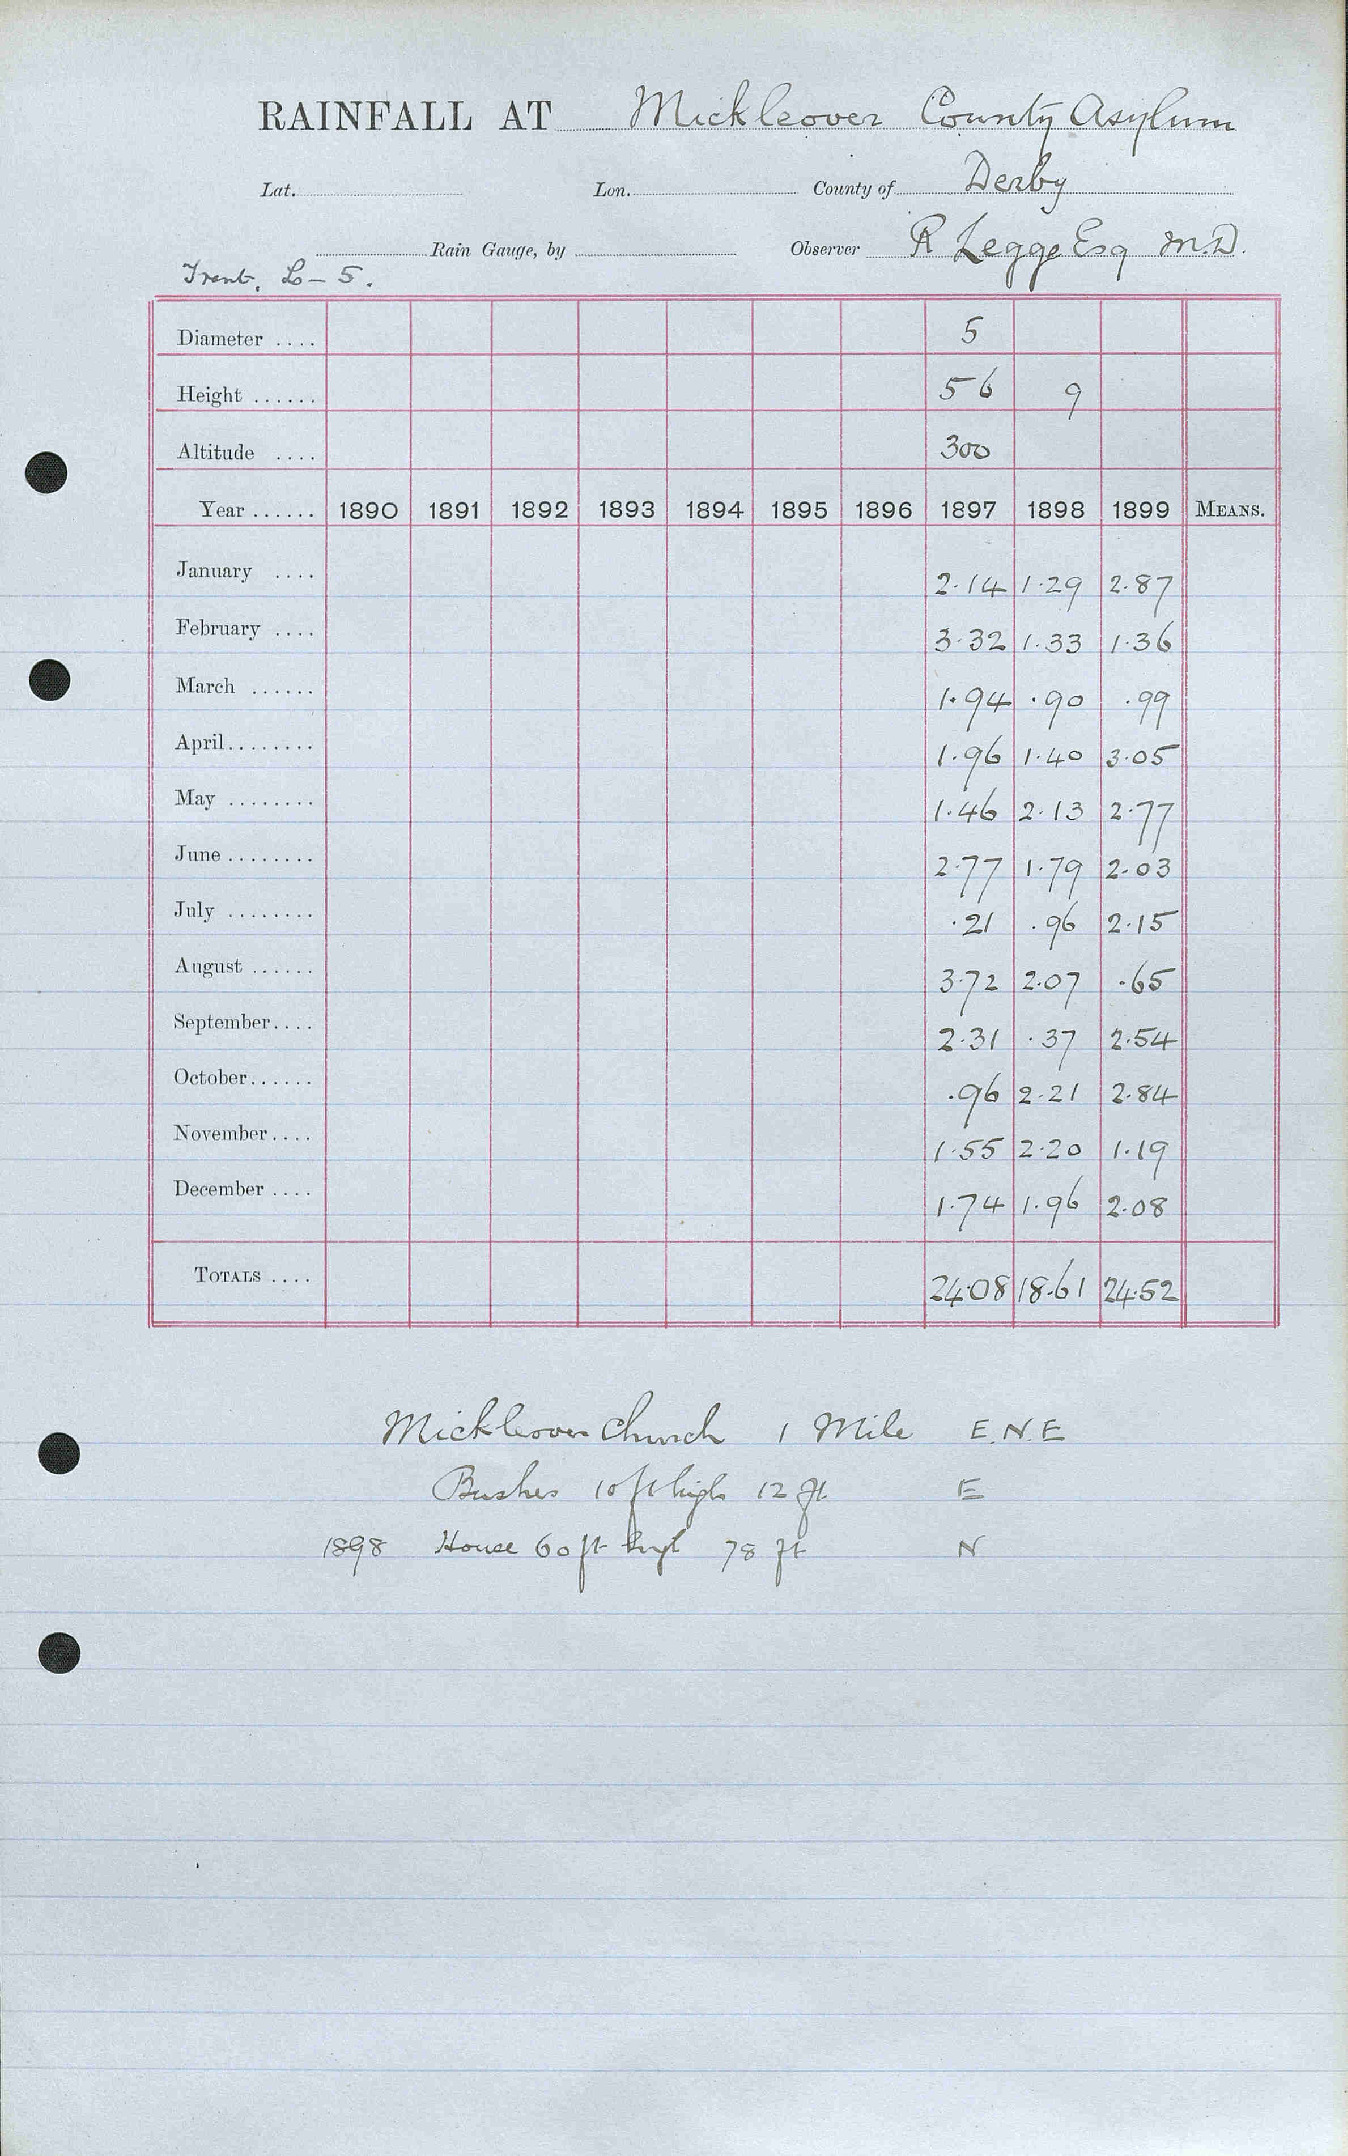 RAINFALL AT Mickleover County Asylum
Lat. Lon. County of Derby
Rain Gauge, by Observer R Legge Esq M.D.
Trent. L – 5.
Diameter .... 5
Height ...... 5 6 9
Altitude .... 300
Year ...... 1890 1891 1892 1893 1894 1895 1896 1897 1898 1899 MEANS.
January .... 2.14 1.29 2.87
February .... 3.32 1.33 1.36
March ...... 1.94 .90 .99
April........ 1.96 1.40 3.05
May ........ 1.46 2.13 2.77
June ........ 2.77 1.79 2.03
July ........ .21 .96 2.15
August ...... 3.72 2.07 .65
September.... 2.31 .37 2.54
October...... .96 2.21 2.84
November.... 1.55 2.20 1.19
December .... 1.74 1.96 2.08
TOTALS .... 24.08 18.61 24.52
Mickleover Church 1 Mile E.N.E
Bushes 10 ft high 12 ft E
1898 House 60 ft high 78 ft N